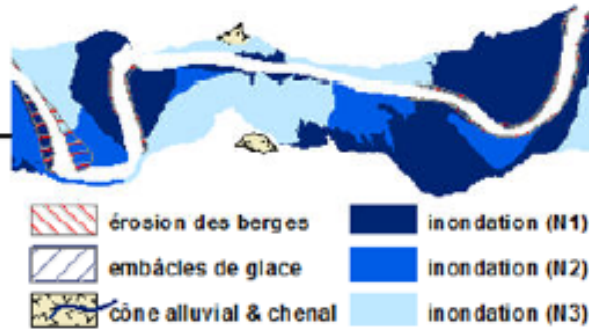 érosion des berges
embâcles de glace
cône alluvial & chenal
inondation (N1)
inondation (N2)
inondation (N3)